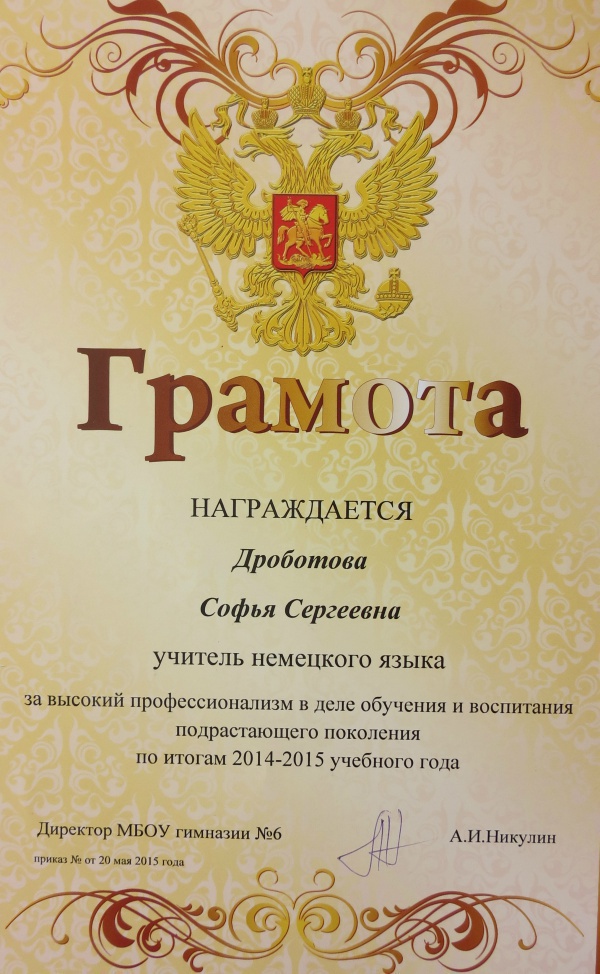 Грамота
НАГРАЖДАЕТСЯ
Дроботова
Софья Сергеевна
учитель немецкого языка
за высокий профессионализм в деле обучения и воспитания
подрастающего поколения
по итогам 2014-2015 учебного года
Директор МБОУ гимназии №6 А.И.Никулин
приказ № от 20 мая 2015 года